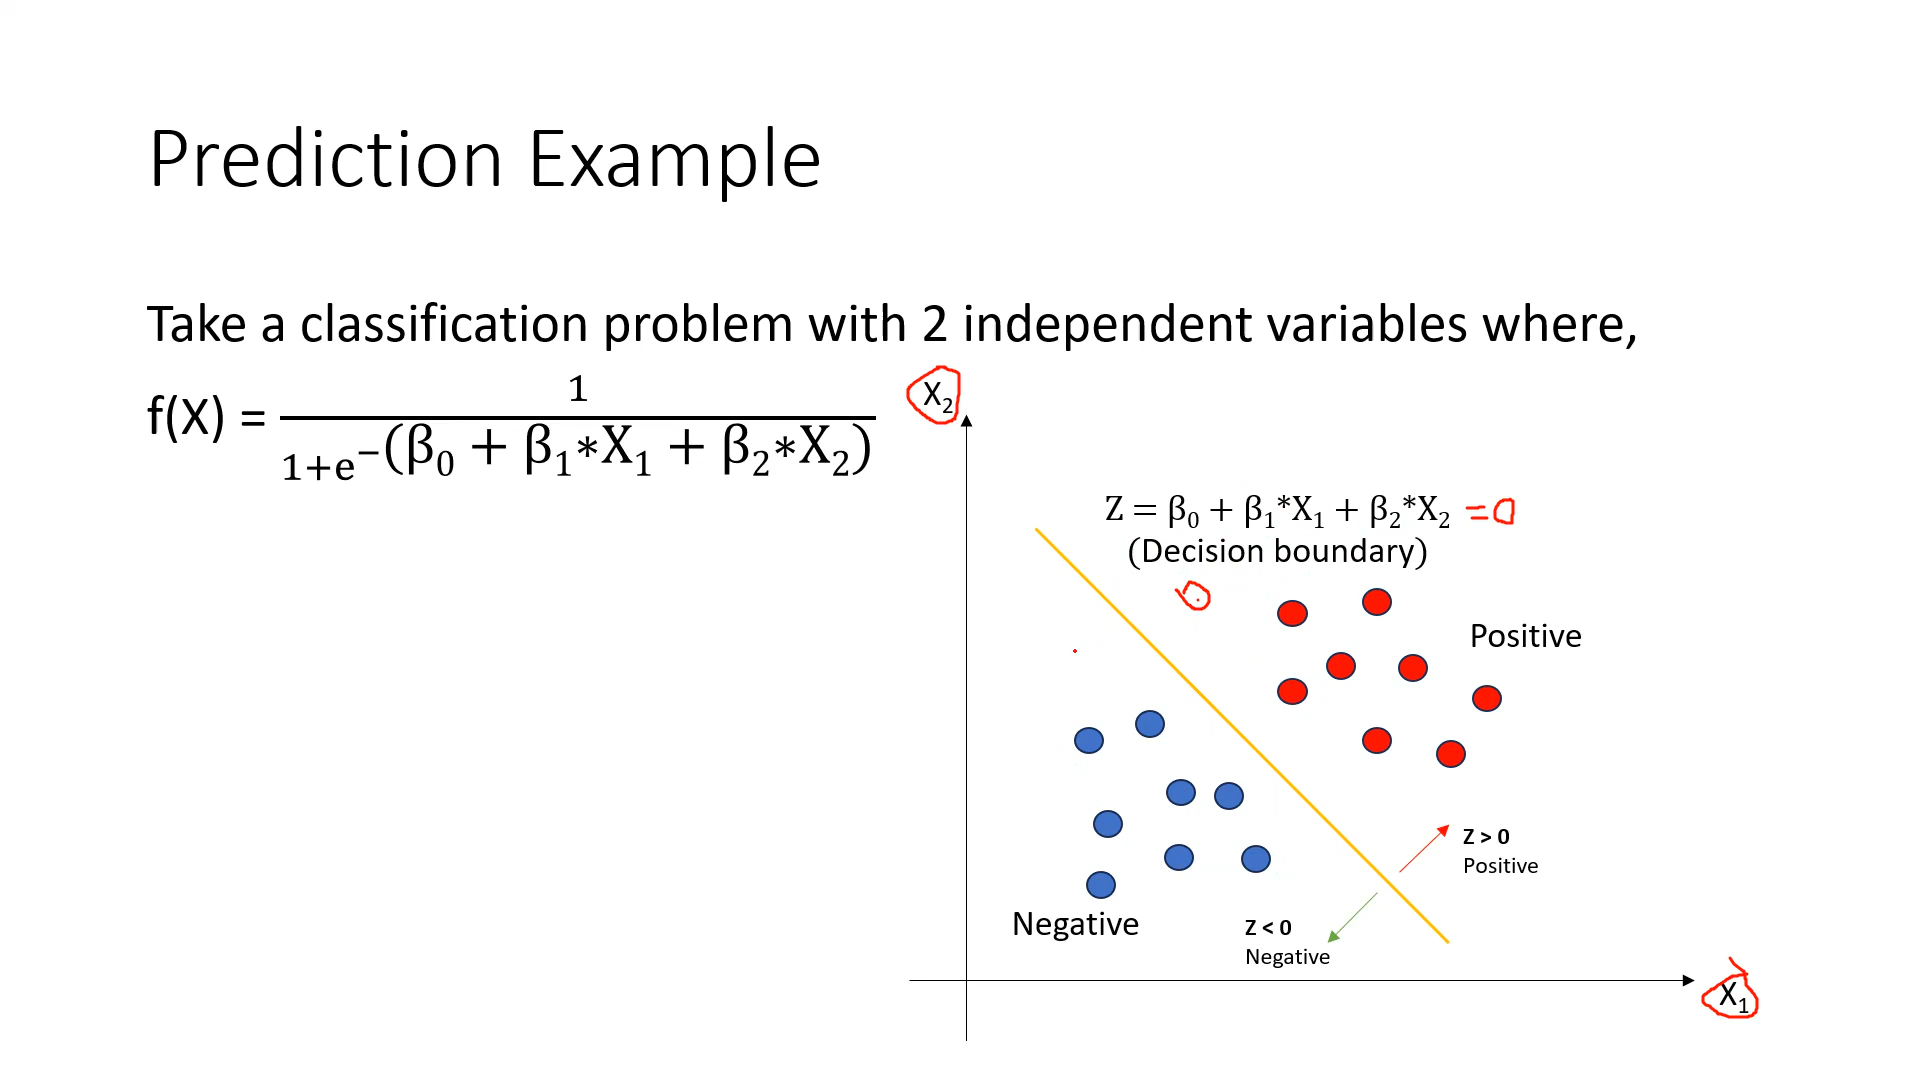 Prediction Example
Take a classification problem with 2 independent variables where,
f(X) = 1 / 1+e^−(β₀ + β₁*X₁ + β₂*X₂)
X₂
Z = β₀ + β₁*X₁ + β₂*X₂ =0
(Decision boundary)
Positive
Z > 0
Positive
Negative
Z < 0
Negative
X₁